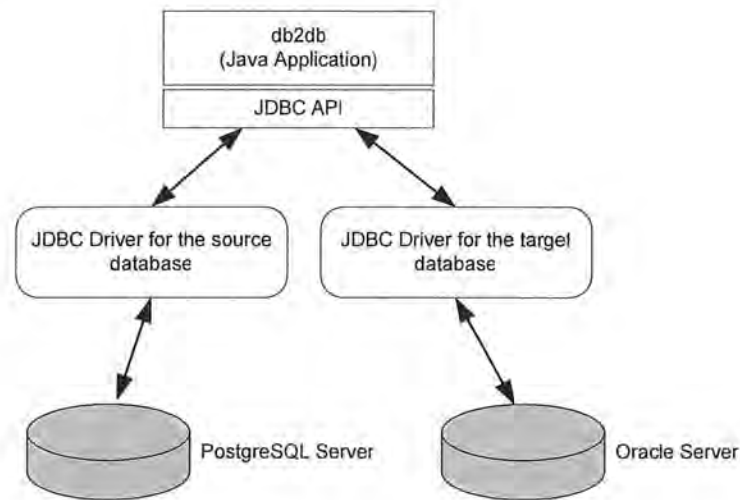 db2db
(Java Application)
JDBC API
JDBC Driver for the source
database
JDBC Driver for the target
database
PostgreSQL Server
Oracle Server